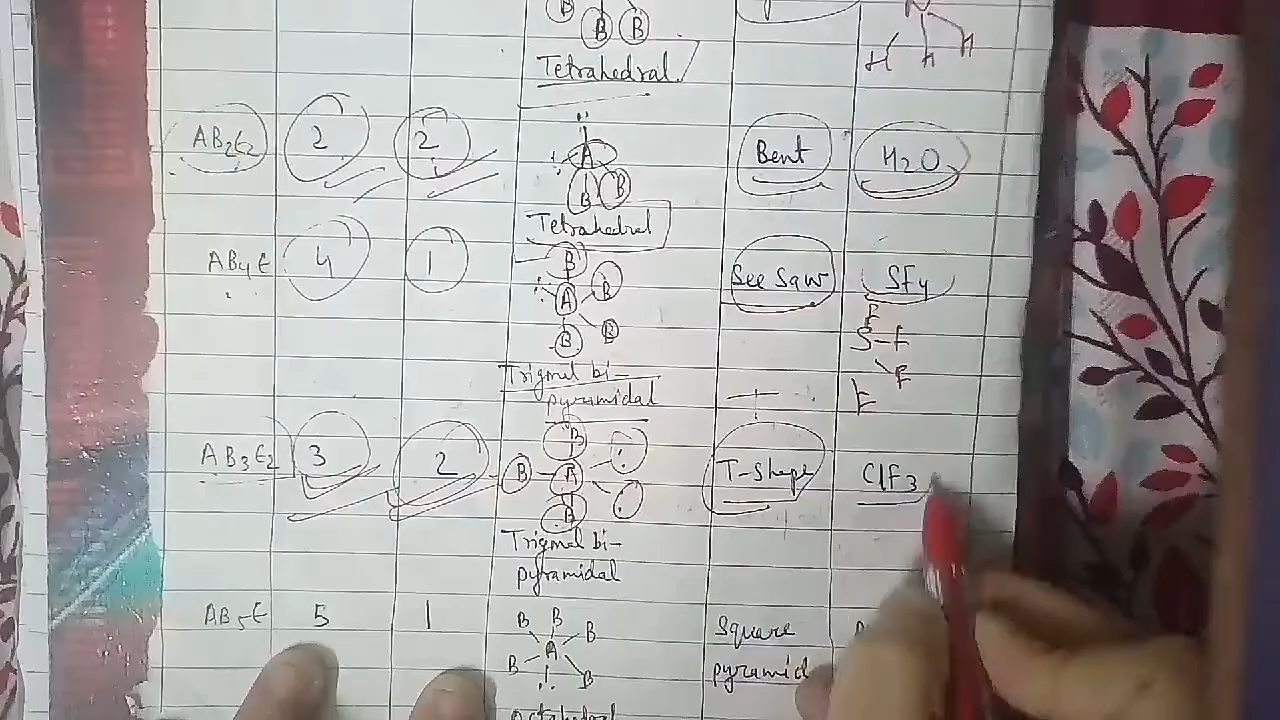 B B
Tetrahedral
H H H
AB2E2 2 2 A Bent H2O
B B
Tetrahedral
AB4E 4 1 B See Saw SF4
A B
B B
F
S-F
F
F
Trigonal bi-
pyramidal
AB3E2 3 2 B T-Shape ClF3
B
B
Trigonal bi-
pyramidal
AB5E 5 1 B B B Square
A
B B pyramid
octahedral